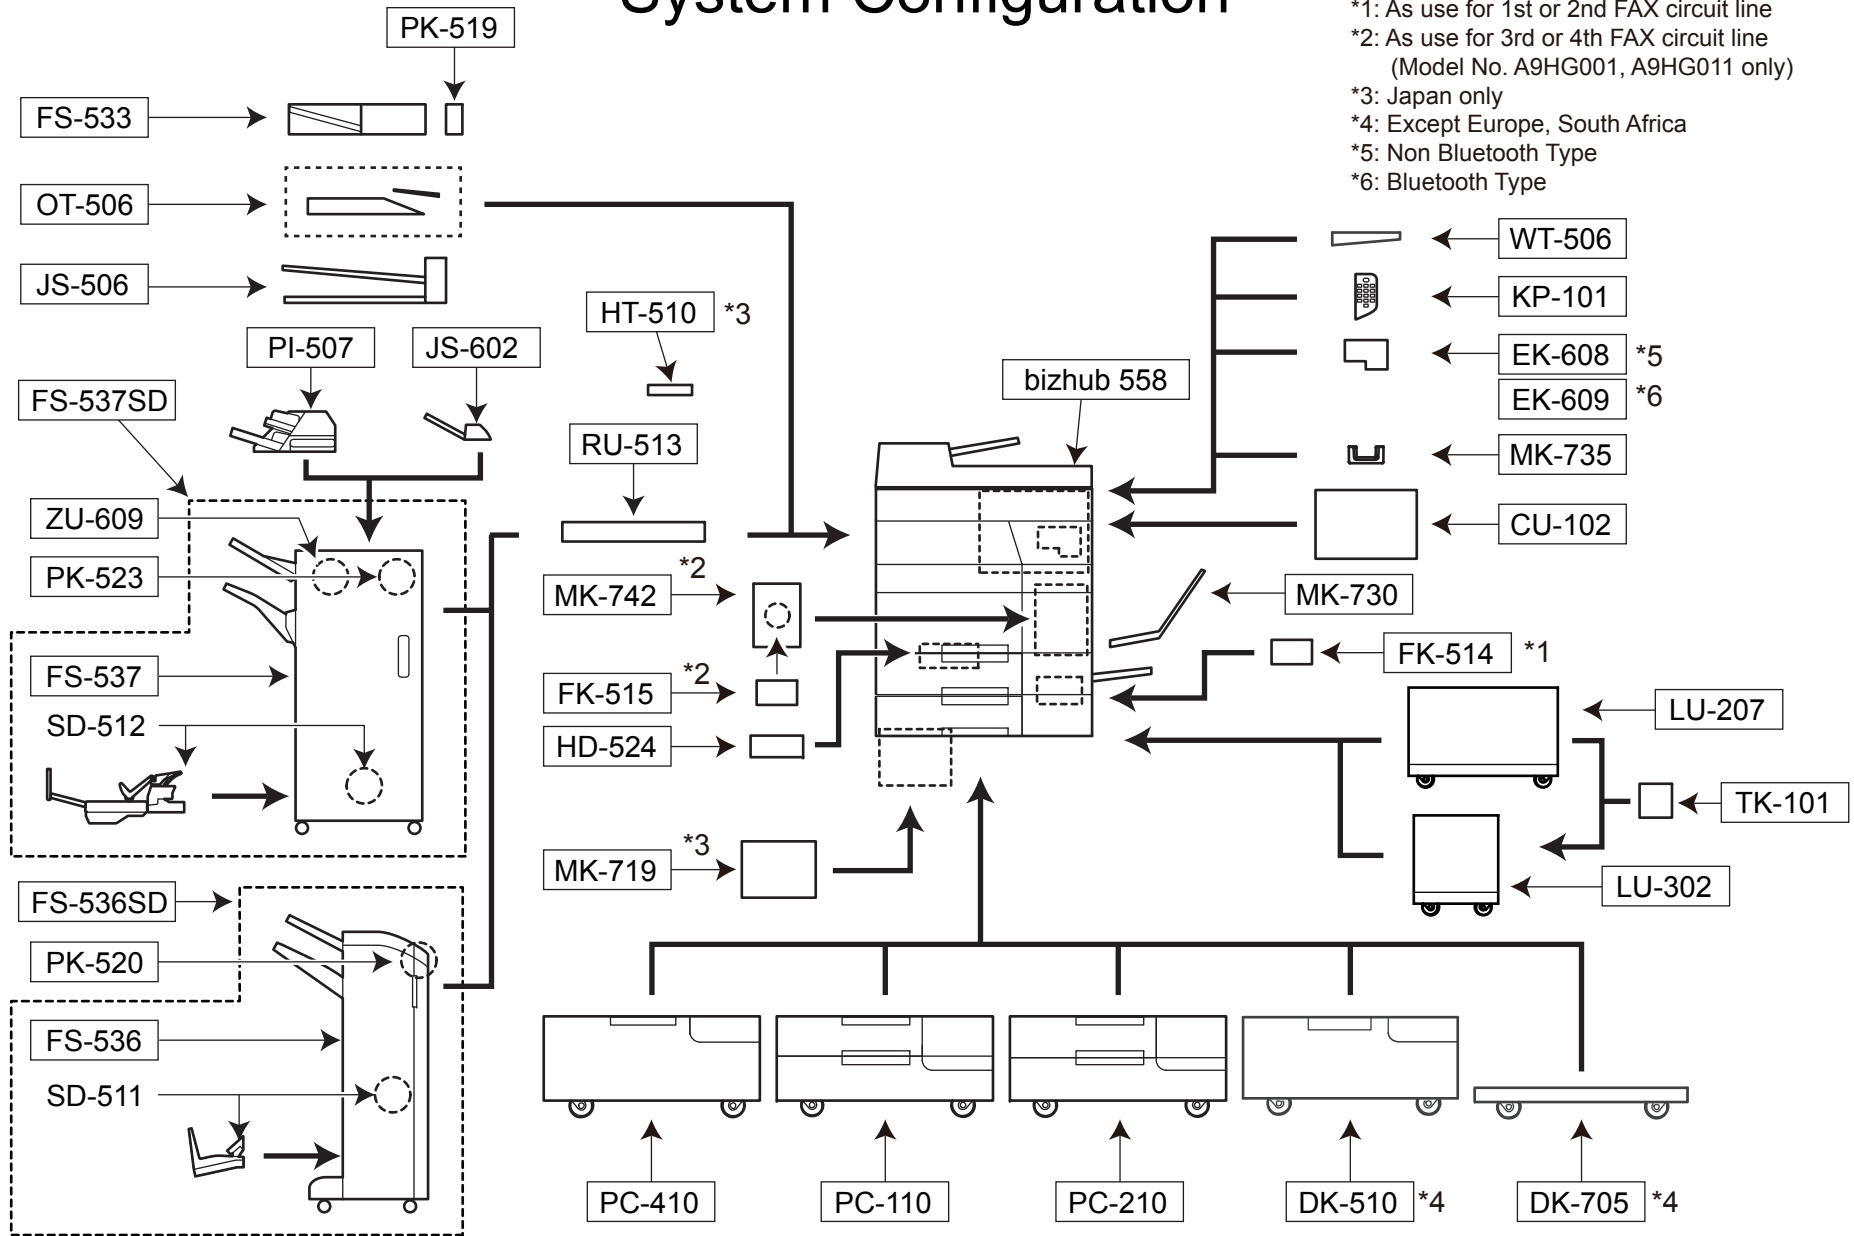 System Configuration
*1: As use for 1st or 2nd FAX circuit line
*2: As use for 3rd or 4th FAX circuit line
(Model No. A9HG001, A9HG011 only)
*3: Japan only
*4: Except Europe, South Africa
*5: Non Bluetooth Type
*6: Bluetooth Type
PK-519
FS-533
OT-506
JS-506
PI-507
JS-602
FS-537SD
ZU-609
PK-523
FS-537
SD-512
FS-536SD
PK-520
FS-536
SD-511
HT-510 *3
RU-513
MK-742 *2
FK-515 *2
HD-524
MK-719 *3
bizhub 558
WT-506
KP-101
EK-608 *5
EK-609 *6
MK-735
CU-102
MK-730
FK-514 *1
LU-207
TK-101
LU-302
PC-410
PC-110
PC-210
DK-510 *4
DK-705 *4